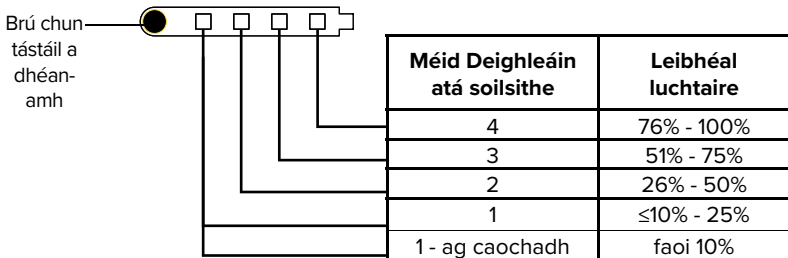 Brú chun
tástáil a
dhéan-
amh
Méid Deighleáin
atá soilsithe
Leibhéal
luchtaire
4
76% - 100%
3
51% - 75%
2
26% - 50%
1
≤10% - 25%
1 - ag caochadh
faoi 10%